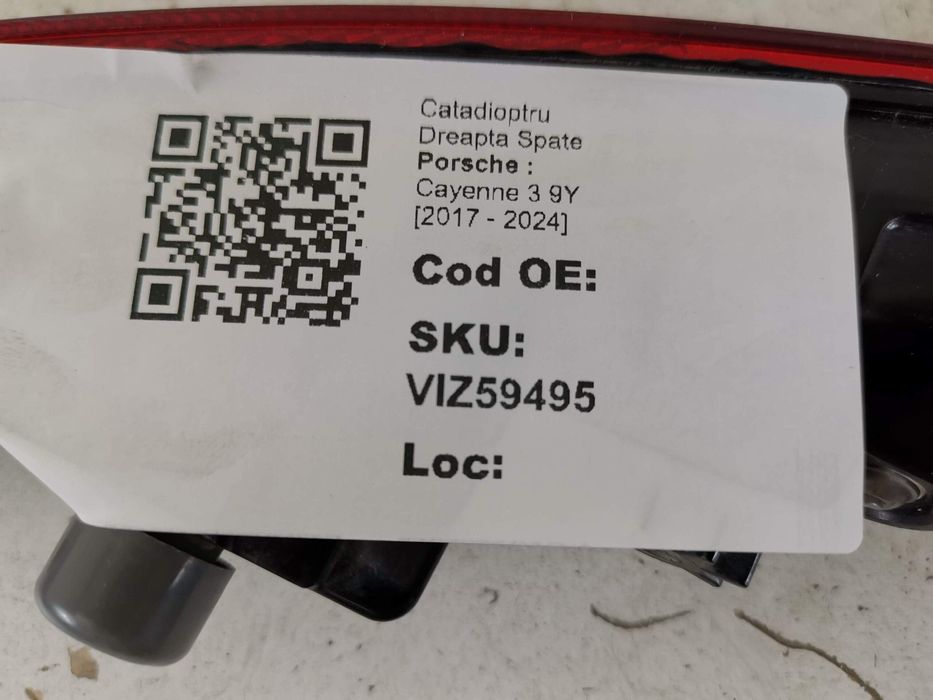 Catadioptru
Dreapta Spate
Porsche :
Cayenne 3 9Y
[2017 - 2024]
Cod OE:
SKU:
VIZ59495
Loc: